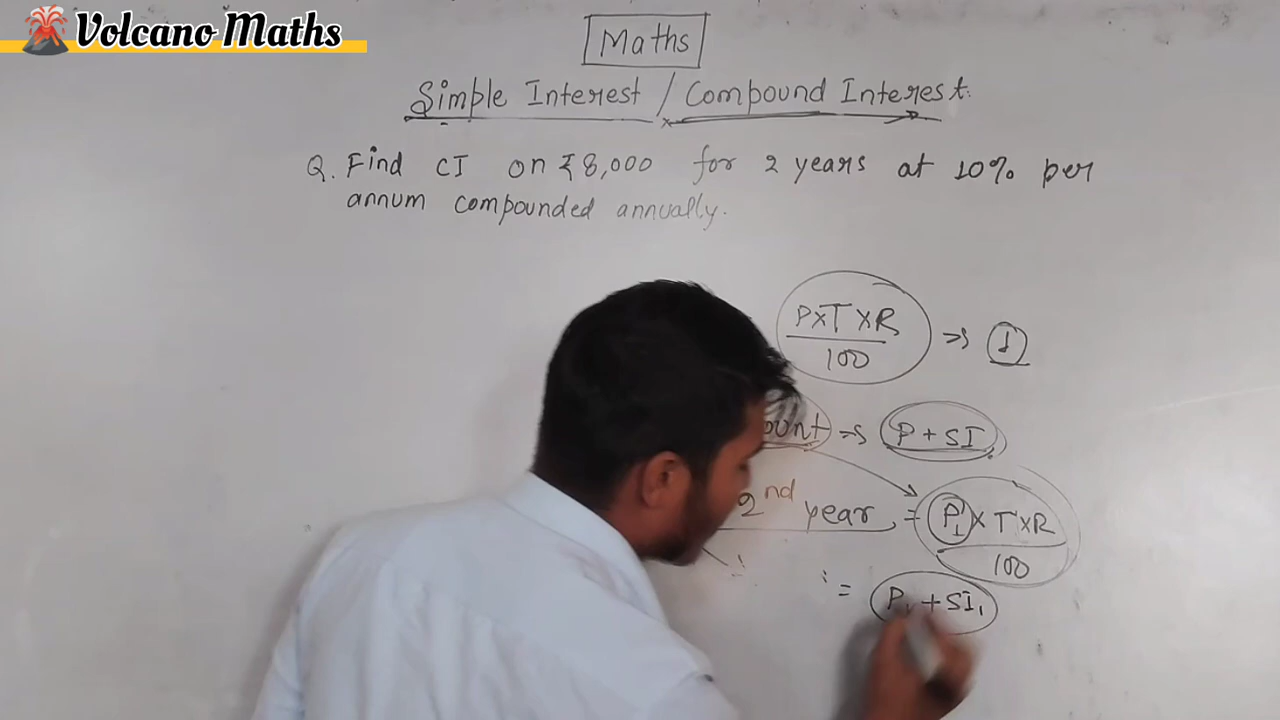 Volcano Maths
Maths
Simple Interest / Compound Interest.
Q. Find CI on ₹8,000 for 2 years at 10% per
annum compounded annually.
P×T×R
100
⇒ I
⇒ P + SI
2nd year = P₁ × T × R
100
= P₁ + SI₁